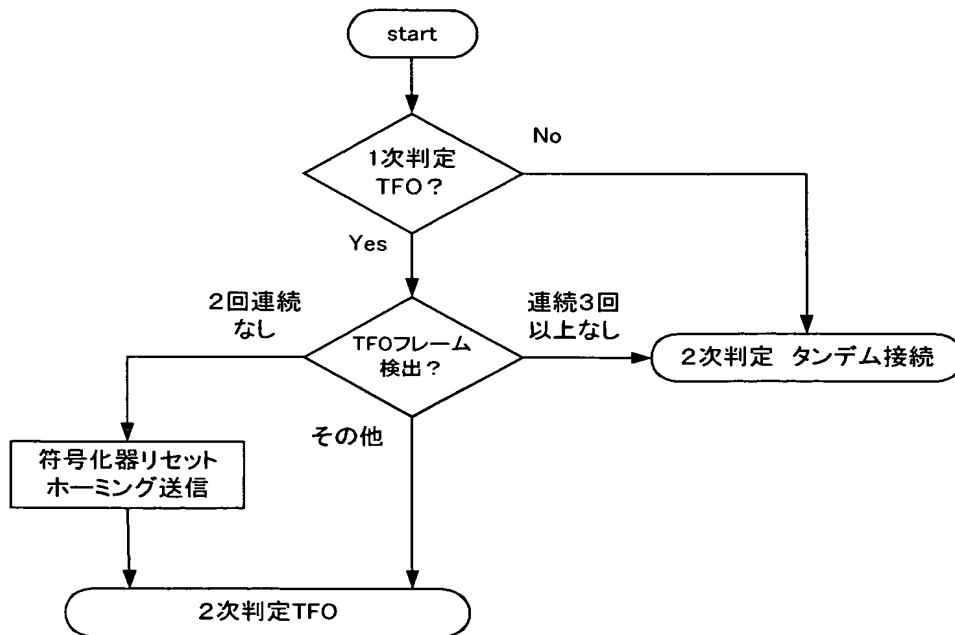 start
No
1次判定
TFO?
Yes
2回連続
なし
連続3回
以上なし
TFOフレーム
検出?
2次判定 タンデム接続
その他
符号化器リセット
ホーミング送信
2次判定TFO